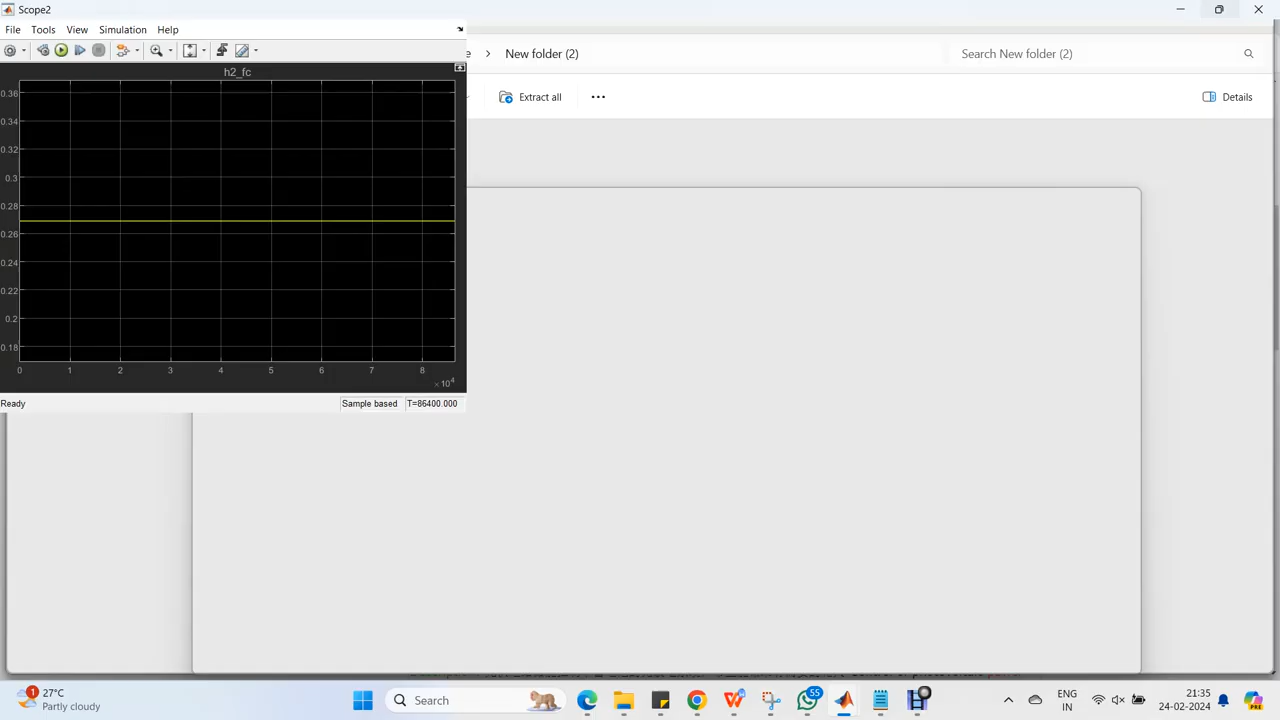 Scope2
File Tools View Simulation Help
e > New folder (2)
Search New folder (2)
Extract all
Details
h2_fc
0.36
0.34
0.32
0.3
0.28
0.26
0.24
0.22
0.2
0.18
0 1 2 3 4 5 6 7 8
×10^4
Ready
Sample based T=86400.000
1
27°C
Partly cloudy
Search
55
ENG
IN
21:35
24-02-2024